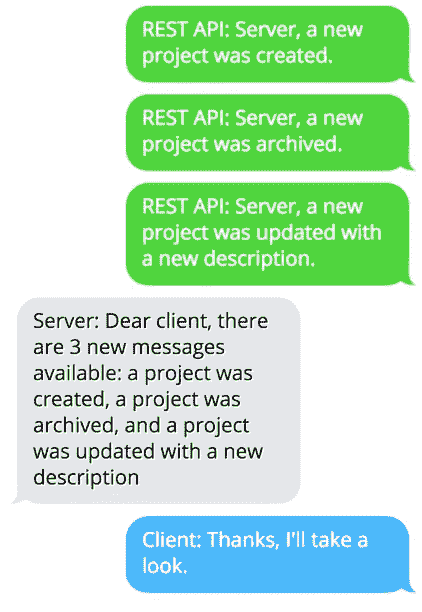 REST API: Server, a new
project was created.
REST API: Server, a new
project was archived.
REST API: Server, a new
project was updated with
a new description.
Server: Dear client, there
are 3 new messages
available: a project was
created, a project was
archived, and a project
was updated with a new
description
Client: Thanks, I'll take a
look.